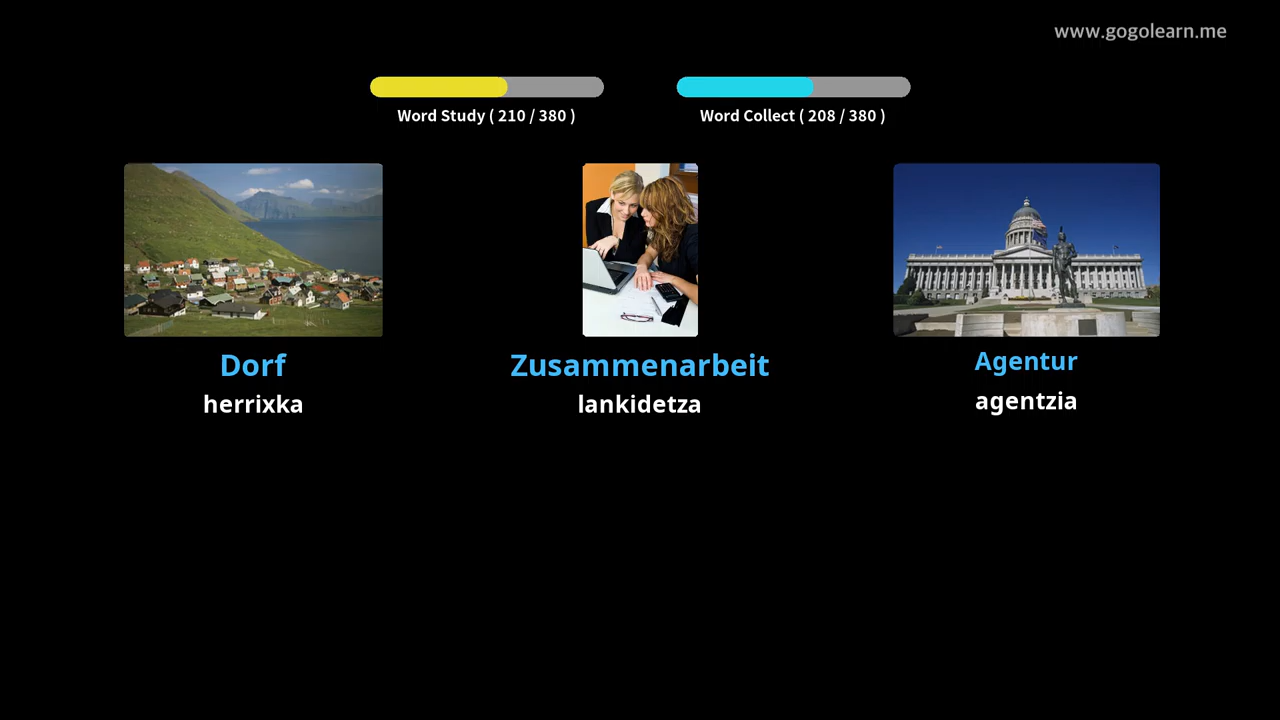 www.gogolearn.me
Word Study ( 210 / 380 )
Word Collect ( 208 / 380 )
Dorf
herrixka
Zusammenarbeit
lankidetza
Agentur
agentzia